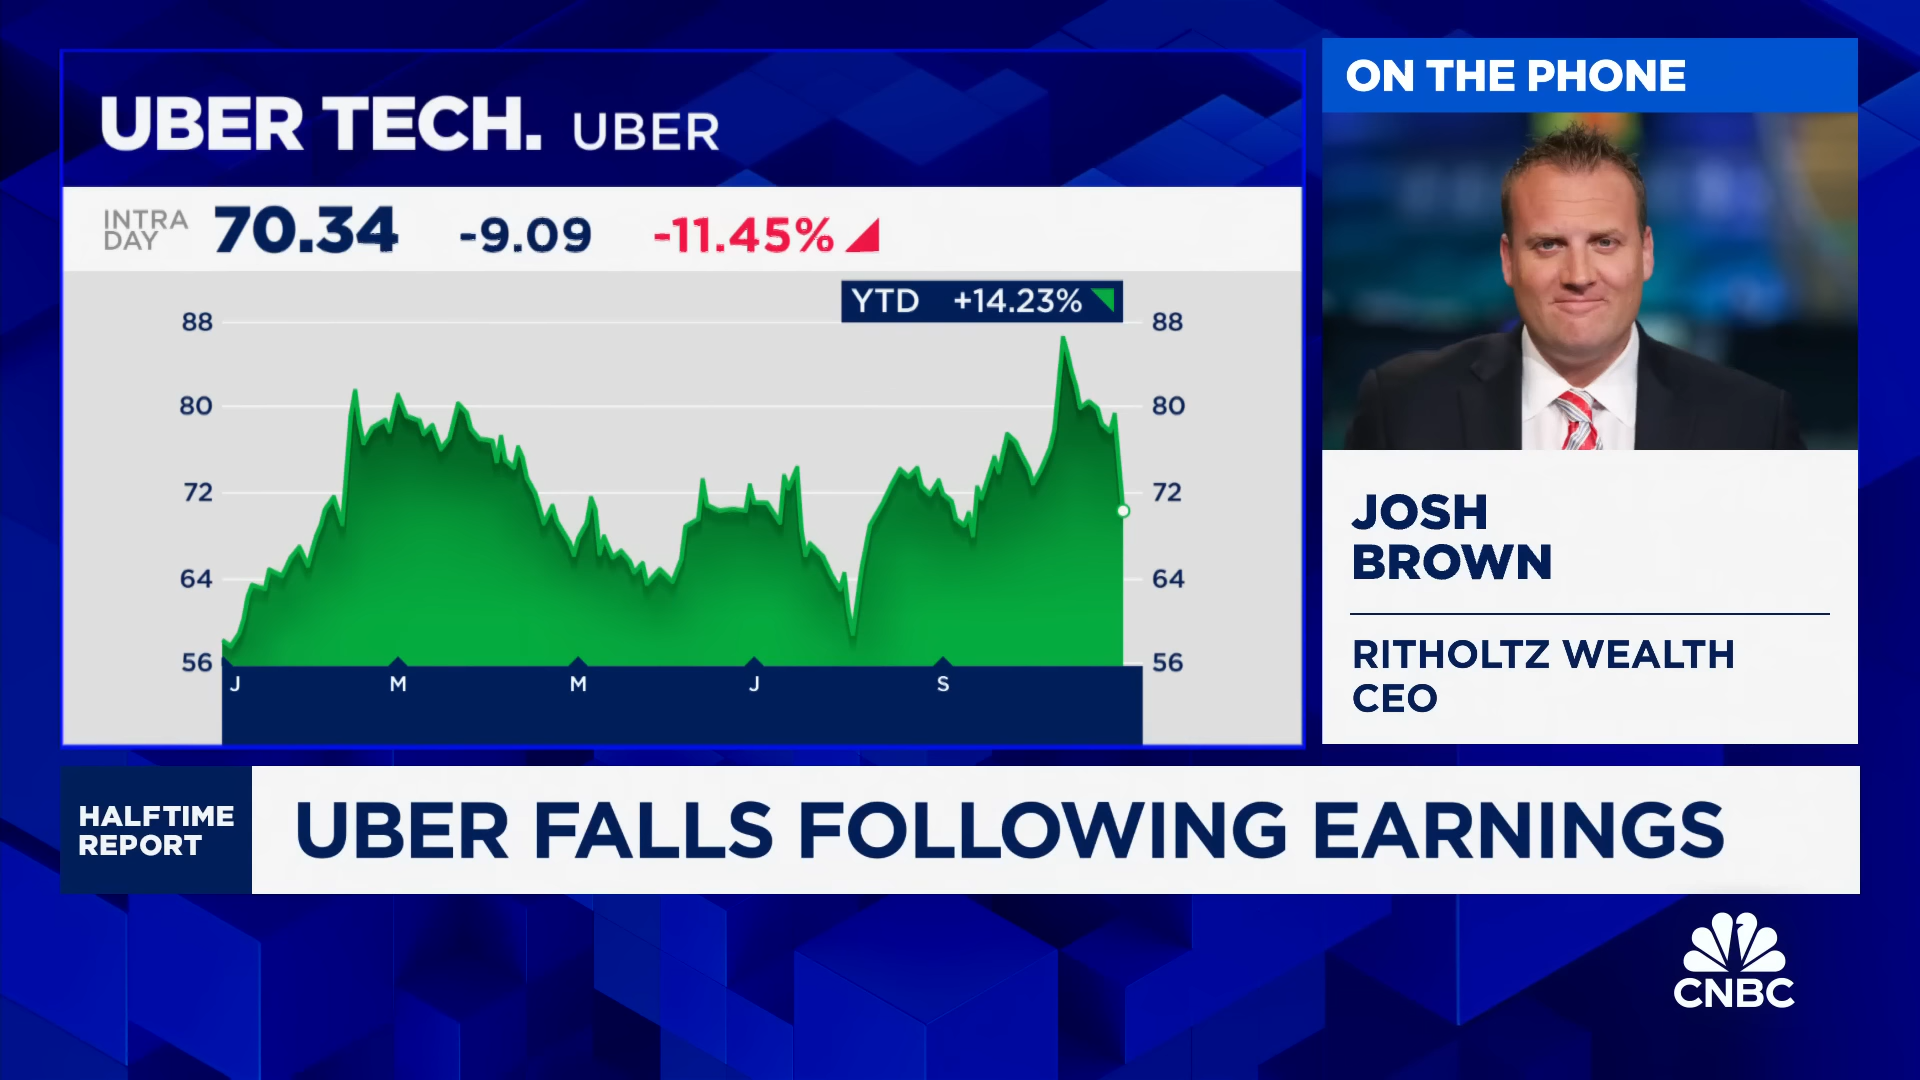 UBER TECH. UBER
INTRA
DAY
70.34 -9.09 -11.45%
YTD +14.23%
88 88
80 80
72 72
64 64
56 56
J M M J S
ON THE PHONE
JOSH
BROWN
RITHOLTZ WEALTH
CEO
HALFTIME
REPORT
UBER FALLS FOLLOWING EARNINGS
CNBC